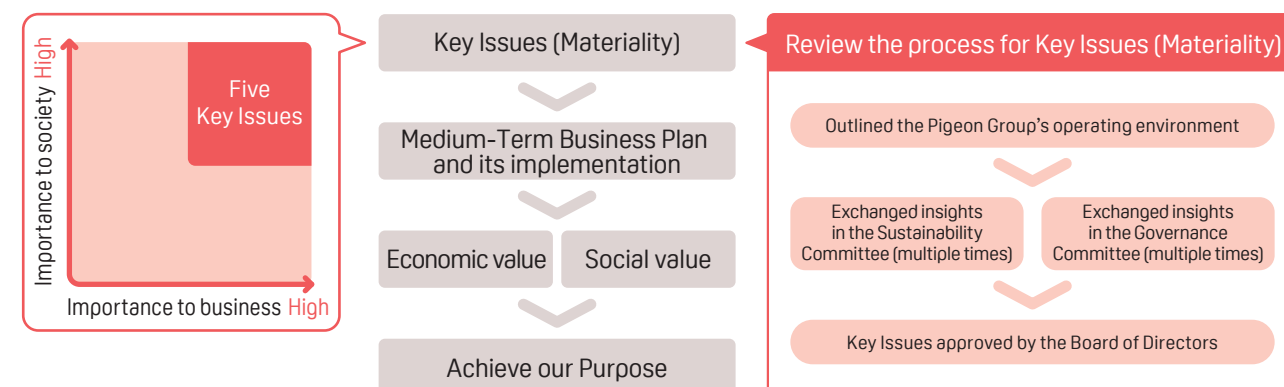 Importance to society High
Five
Key Issues
Importance to business High
Key Issues (Materiality)
Medium-Term Business Plan
and its implementation
Economic value
Social value
Achieve our Purpose
Review the process for Key Issues (Materiality)
Outlined the Pigeon Group's operating environment
Exchanged insights
in the Sustainability
Committee (multiple times)
Exchanged insights
in the Governance
Committee (multiple times)
Key Issues approved by the Board of Directors